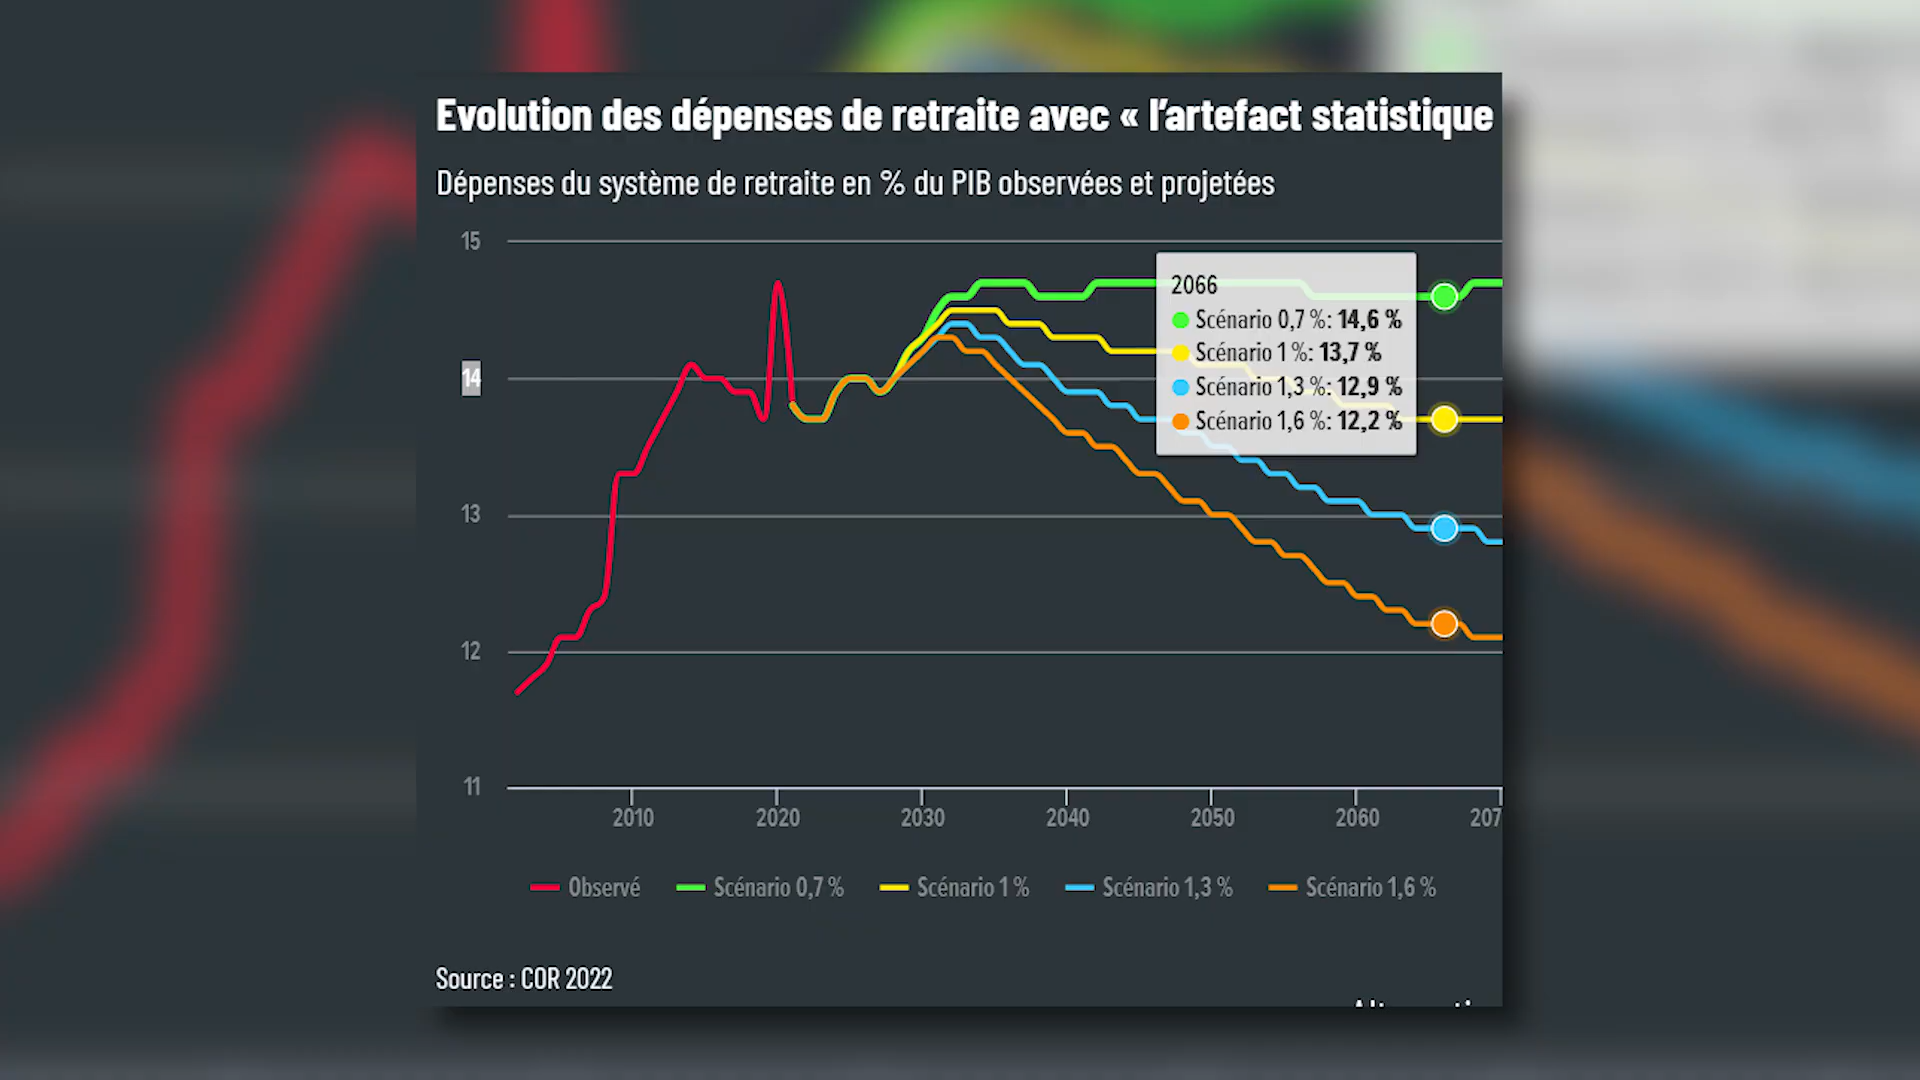 Evolution des dépenses de retraite avec « l'artefact statistique
Dépenses du système de retraite en % du PIB observées et projetées
15
14
13
12
11
2066
Scénario 0,7 %: 14,6 %
Scénario 1 %: 13,7 %
Scénario 1,3 %: 12,9 %
Scénario 1,6 %: 12,2 %
2010 2020 2030 2040 2050 2060 207
Observé Scénario 0,7 % Scénario 1 % Scénario 1,3 % Scénario 1,6 %
Source : COR 2022